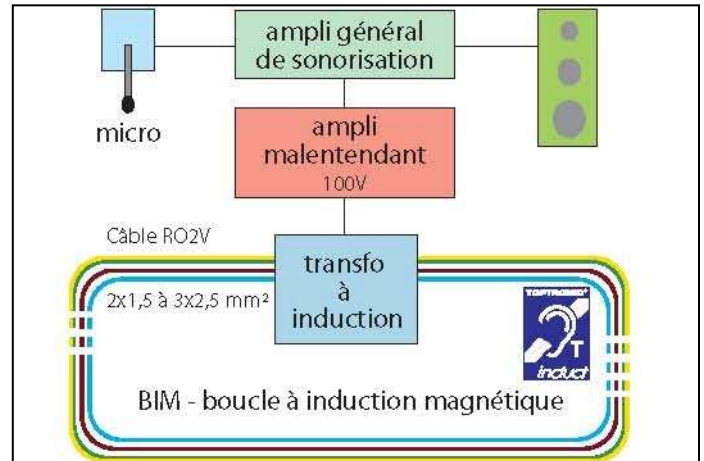 ampli général
de sonorisation
micro
ampli
malentendant
100V
Câble RO2V
transfo
à
induction
2x1,5 à 3x2,5 mm²
T
induct
BIM - boucle à induction magnétique